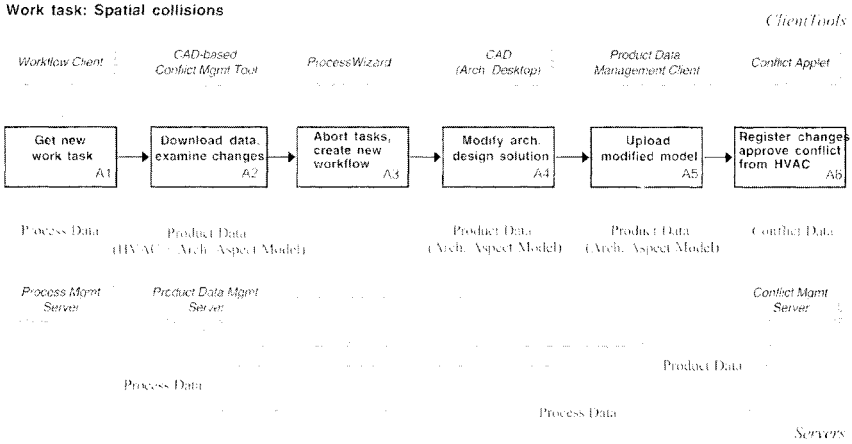 Work task: Spatial collisions
ClientTools
Workflow Client
CAD-based
Conflict Mgmt Tool
ProcessWizard
CAD
(Arch. Desktop)
Product Data
Management Client
Conflict Applet
Get new
work task
A1
Download data,
examine changes
A2
Abort tasks,
create new
workflow
A3
Modify arch.
design solution
A4
Upload
modified model
A5
Register changes
approve conflict
from HVAC
A6
Process Data
Product Data
(HVAC + Arch. Aspect Model)
Product Data
(Arch. Aspect Model)
Product Data
(Arch. Aspect Model)
Conflict Data
Process Mgmt
Server
Product Data Mgmt
Server
Conflict Mgmt
Server
Product Data
Process Data
Process Data
Servers